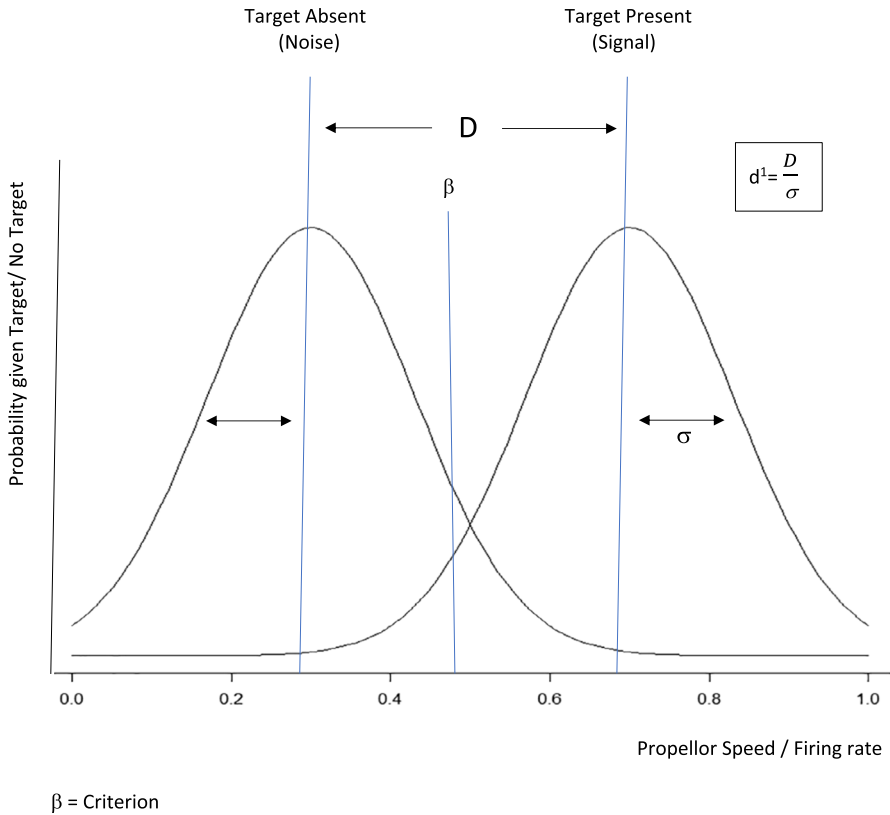 Target Absent
(Noise)
Target Present
(Signal)
D
d¹= D/σ
β
Probability given Target/ No Target
σ
0.0 0.2 0.4 0.6 0.8 1.0
Propellor Speed / Firing rate
β = Criterion